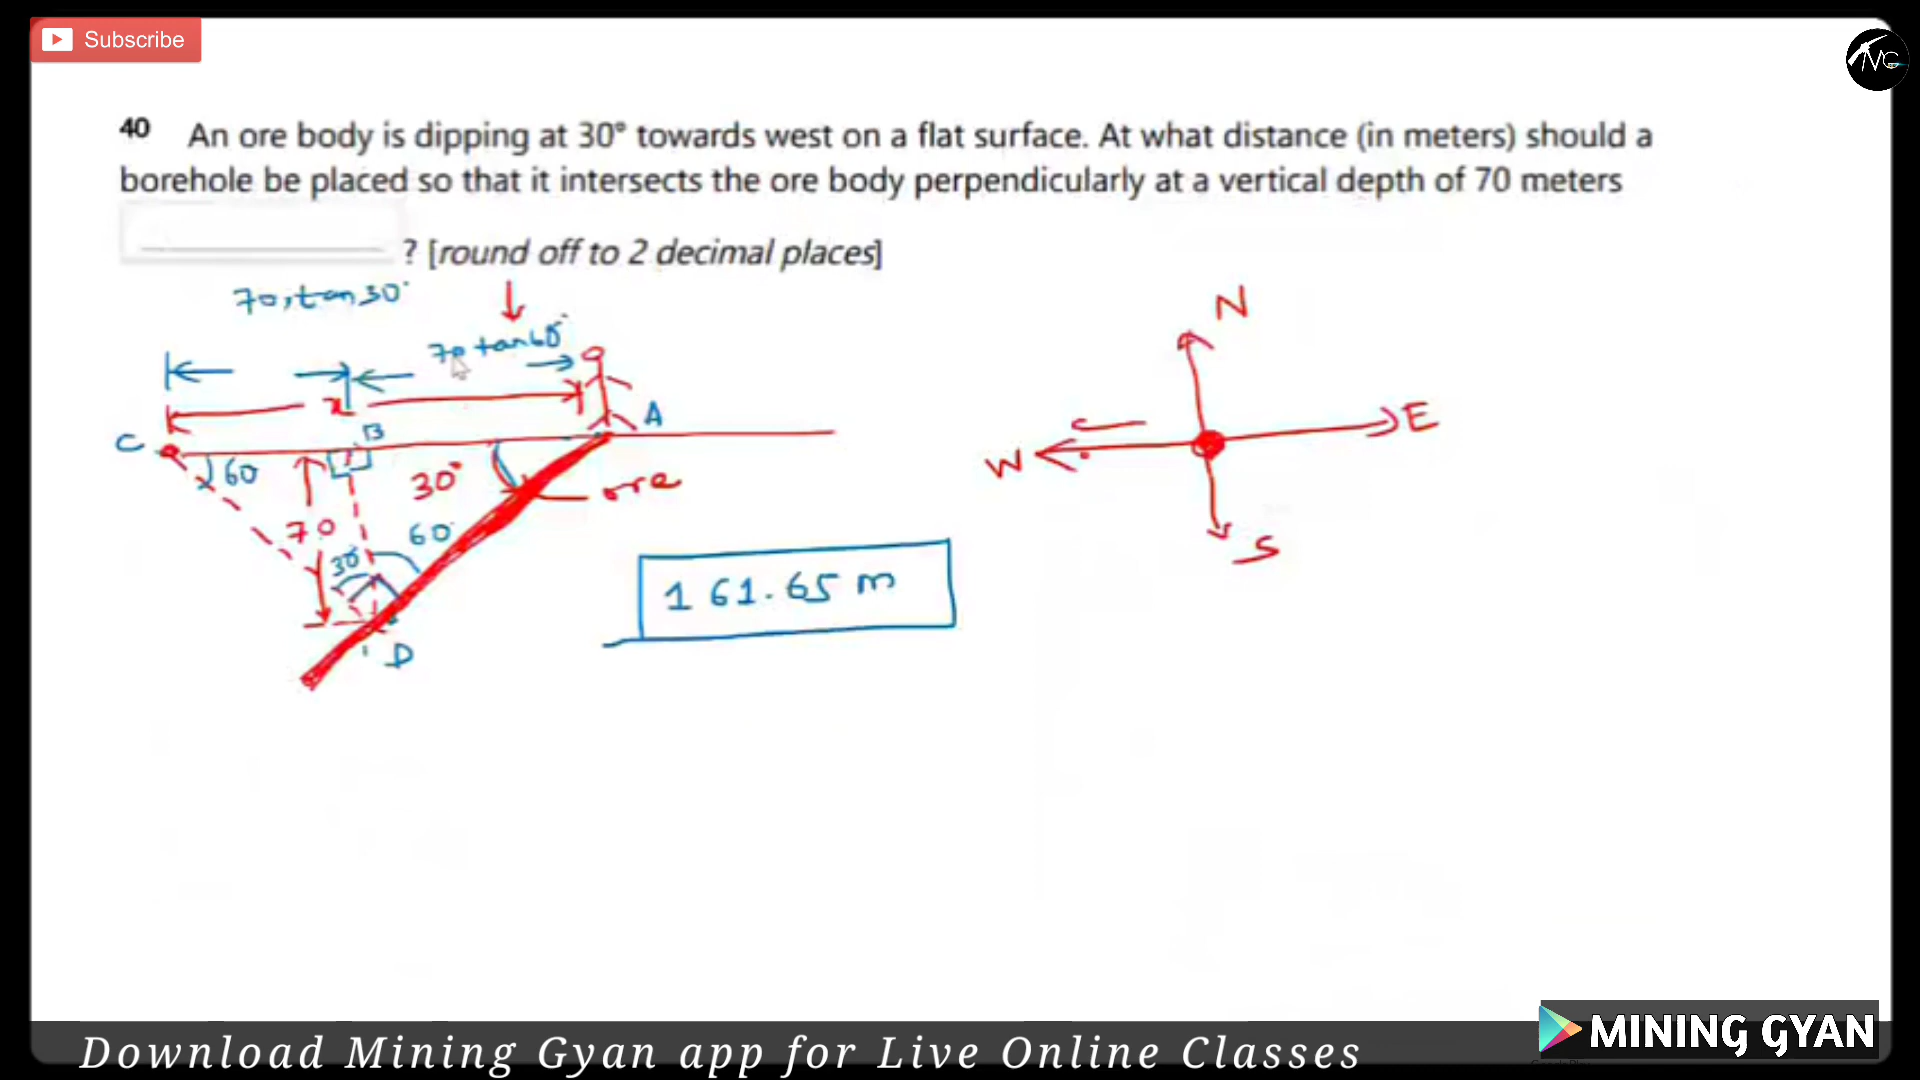 Subscribe
NG
40 An ore body is dipping at 30° towards west on a flat surface. At what distance (in meters) should a
borehole be placed so that it intersects the ore body perpendicularly at a vertical depth of 70 meters
? [round off to 2 decimal places]
70, tan30°
70 tan60°
N
x
A
C
B
E
60
30°
ore
W
70
60°
S
30°
161.65 m
D
MINING GYAN
Download Mining Gyan app for Live Online Classes